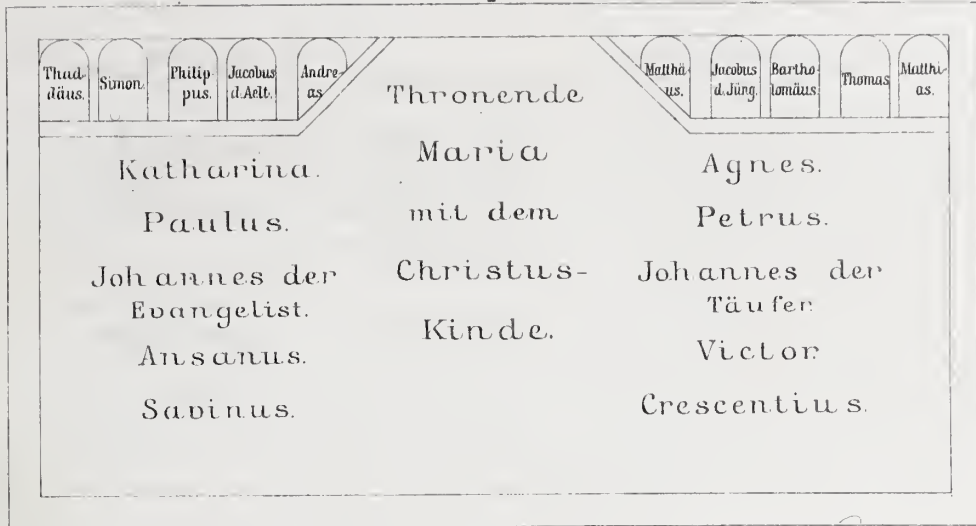 Thad-
däus.
Simon.
Philip-
pus.
Jacobus
d. Aelt.
Andre-
as.
Matthä-
us.
Jacobus
d. Jüng.
Bartho-
lomäus.
Thomas
Matthi-
as.
Thronende
Maria
mit dem
Christus-
Kinde.
Katharina.
Paulus.
Johannes der
Evangelist.
Ansanus.
Savinus.
Agnes.
Petrus.
Johannes der
Täufer.
Victor.
Crescentius.